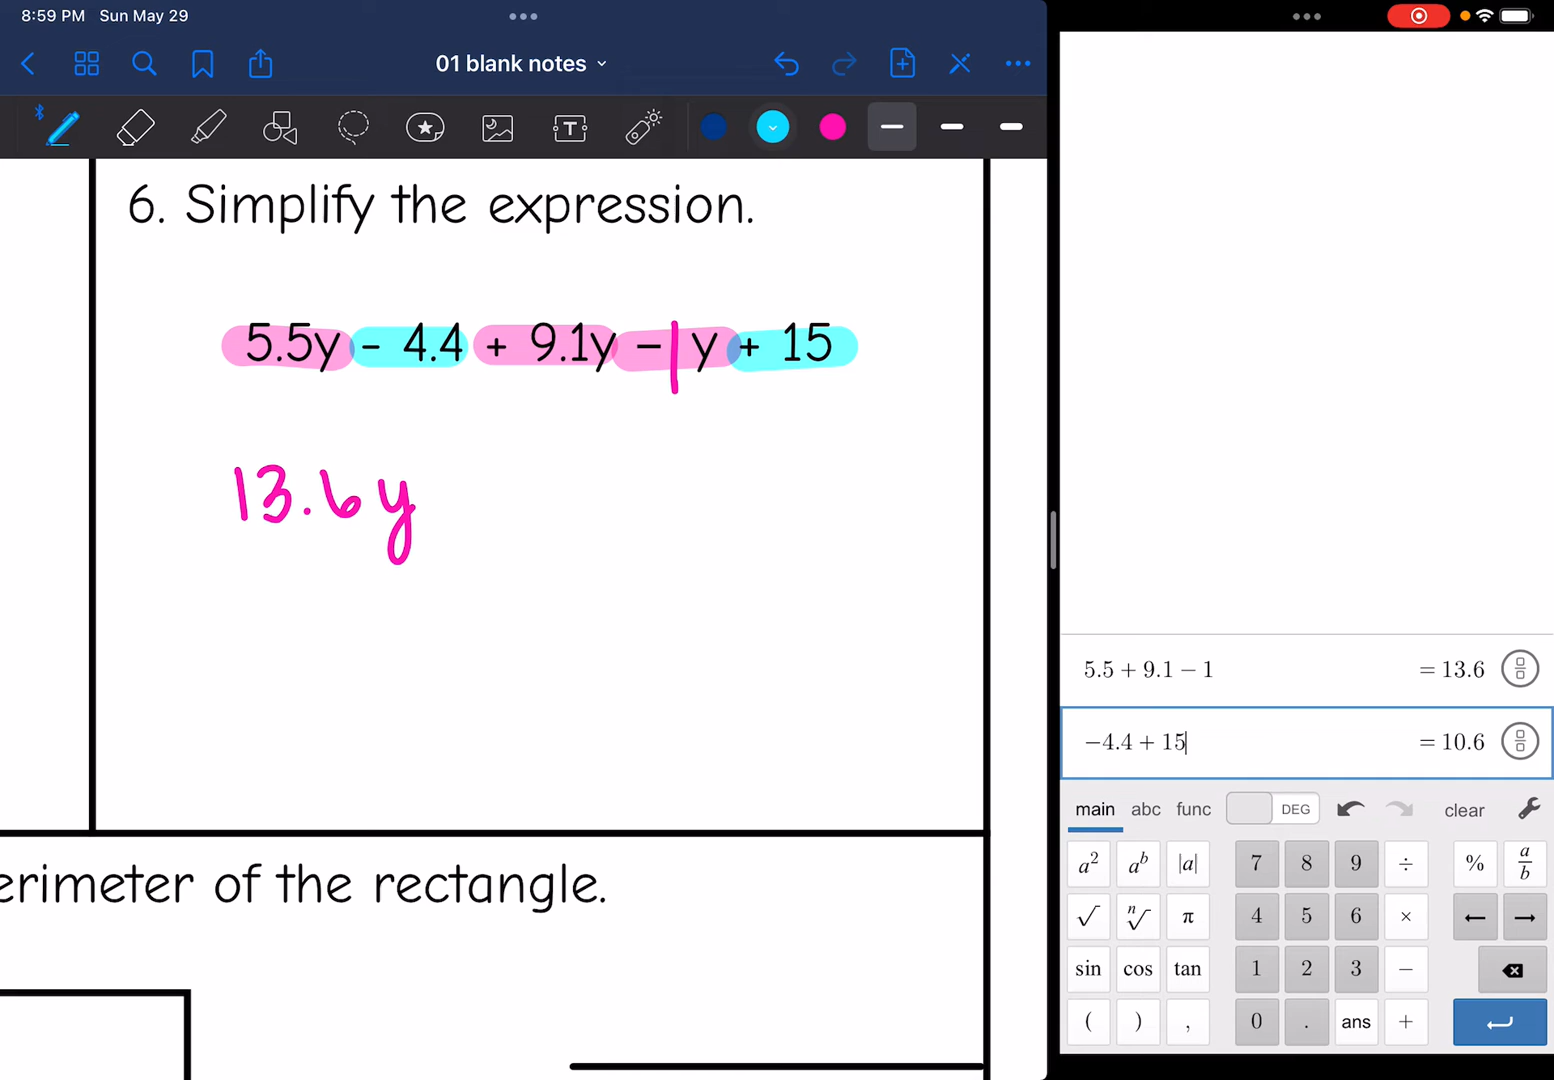 8:59 PM Sun May 29
01 blank notes
T
6. Simplify the expression.
5.5y - 4.4 + 9.1y - 1y + 15
13.6y
erimeter of the rectangle.
5.5 + 9.1 − 1 = 13.6
−4.4 + 15 = 10.6
main abc func DEG clear
a² aᵇ |a| 7 8 9 ÷ % a/b
√ ⁿ√ π 4 5 6 × ← →
sin cos tan 1 2 3 −
( ) , 0 . ans +